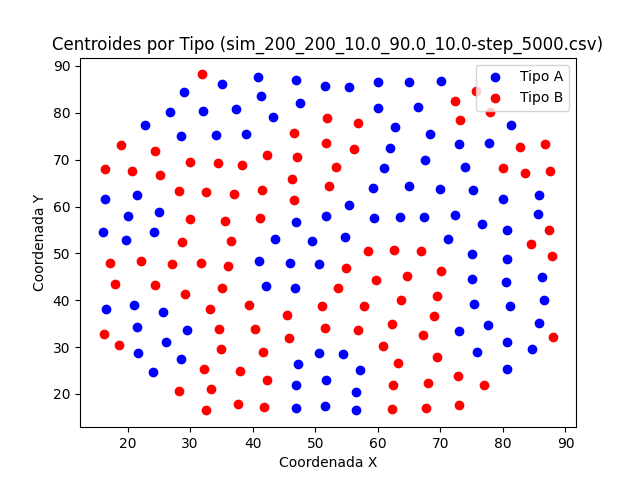 Centroides por Tipo (sim_200_200_10.0_90.0_10.0-step_5000.csv)
Tipo A
Tipo B
90
80
70
60
50
40
30
20
Coordenada Y
20 30 40 50 60 70 80 90
Coordenada X